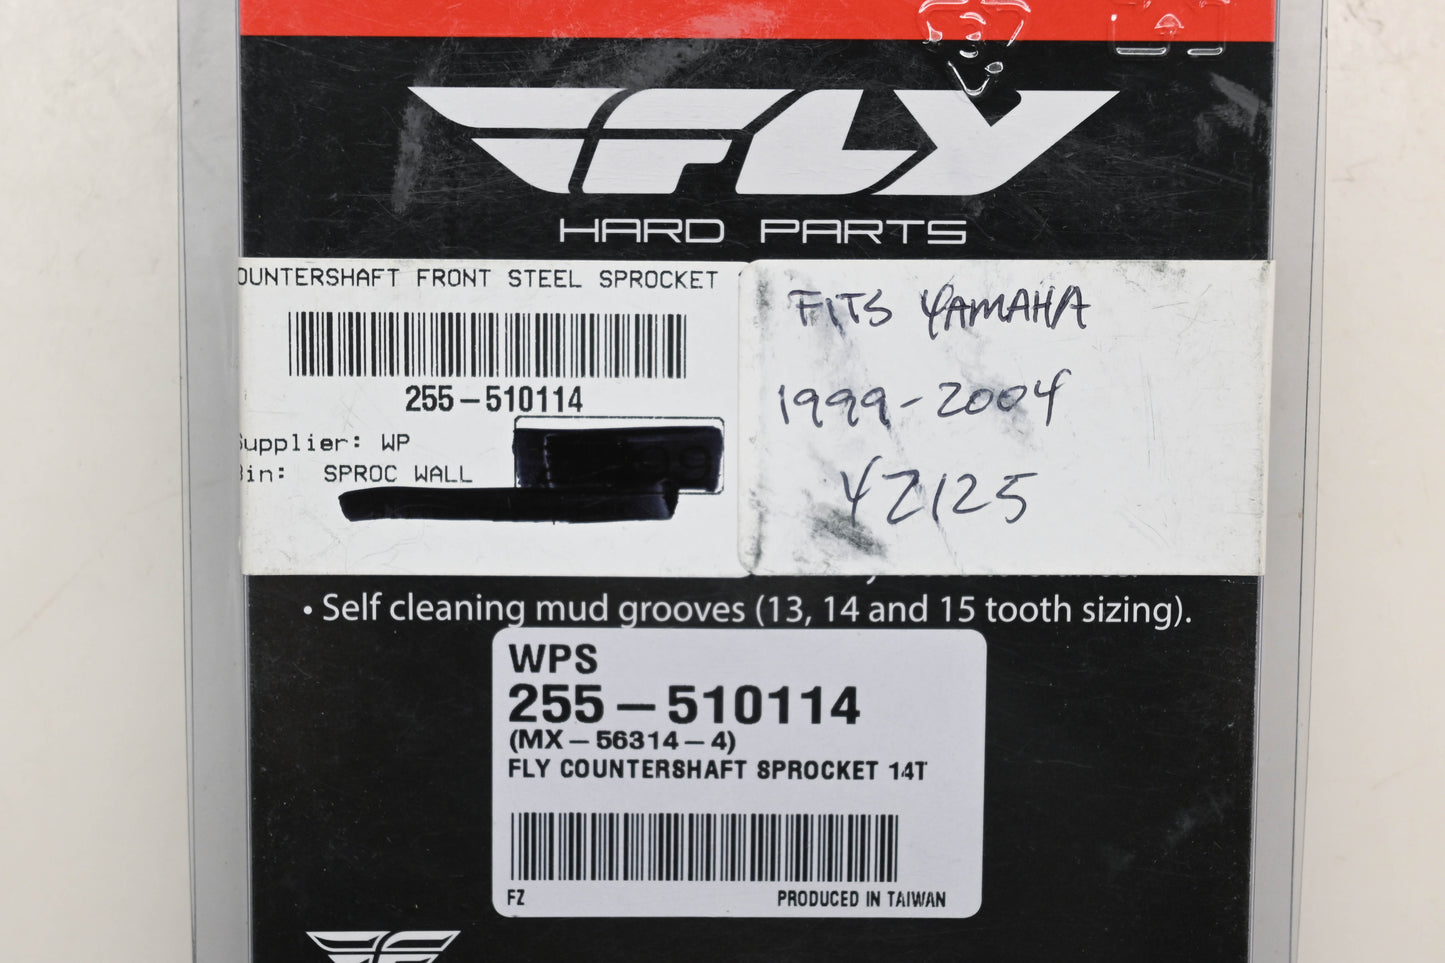 FLY
HARD PARTS
OUNTERSHAFT FRONT STEEL SPROCKET
255-510114
upplier: WP
in: SPROC WALL
FITS YAMAHA
1999-2004
YZ125
• Self cleaning mud grooves (13, 14 and 15 tooth sizing).
WPS
255-510114
(MX-56314-4)
FLY COUNTERSHAFT SPROCKET 14T
FZ PRODUCED IN TAIWAN